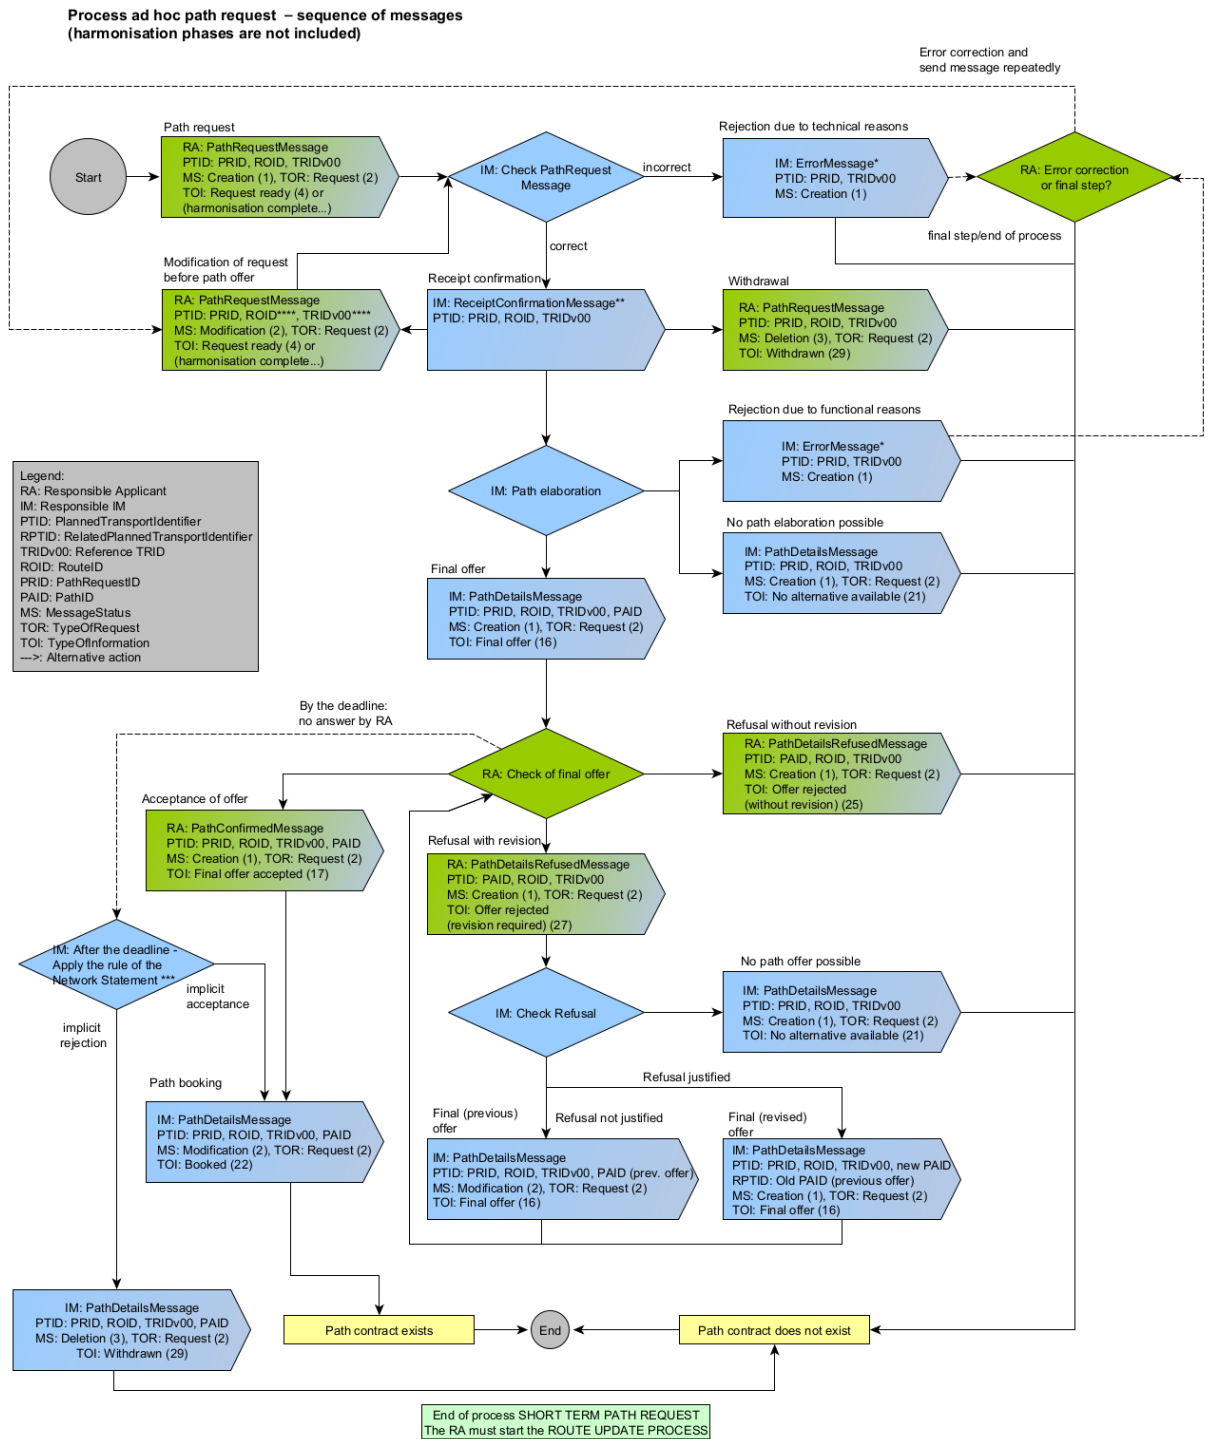 Process ad hoc path request  – sequence of messages
(harmonisation phases are not included)
Error correction and
send message repeatedly
Path request
RA: PathRequestMessage
PTID: PRID, ROID, TRIDv00
MS: Creation (1), TOR: Request (2)
TOI: Request ready (4) or
(harmonisation complete...)
Start
IM: Check PathRequest
Message
incorrect
correct
Rejection due to technical reasons
IM: ErrorMessage*
PTID: PRID, TRIDv00
MS: Creation (1)
RA: Error correction
or final step?
final step/end of process
Modification of request
before path offer
RA: PathRequestMessage
PTID: PRID, ROID****, TRIDv00****
MS: Modification (2), TOR: Request (2)
TOI: Request ready (4) or
(harmonisation complete...)
Receipt confirmation
IM: ReceiptConfirmationMessage**
PTID: PRID, ROID, TRIDv00
Withdrawal
RA: PathRequestMessage
PTID: PRID, ROID, TRIDv00
MS: Deletion (3), TOR: Request (2)
TOI: Withdrawn (29)
Rejection due to functional reasons
IM: ErrorMessage*
PTID: PRID, TRIDv00
MS: Creation (1)
IM: Path elaboration
No path elaboration possible
IM: PathDetailsMessage
PTID: PRID, ROID, TRIDv00
MS: Creation (1), TOR: Request (2)
TOI: No alternative available (21)
Legend:
RA: Responsible Applicant
IM: Responsible IM
PTID: PlannedTransportIdentifier
RPTID: RelatedPlannedTransportIdentifier
TRIDv00: Reference TRID
ROID: RouteID
PRID: PathRequestID
PAID: PathID
MS: MessageStatus
TOR: TypeOfRequest
TOI: TypeOfInformation
--->: Alternative action
Final offer
IM: PathDetailsMessage
PTID: PRID, ROID, TRIDv00, PAID
MS: Creation (1), TOR: Request (2)
TOI: Final offer (16)
By the deadline:
no answer by RA
RA: Check of final offer
Refusal without revision
RA: PathDetailsRefusedMessage
PTID: PAID, ROID, TRIDv00
MS: Creation (1), TOR: Request (2)
TOI: Offer rejected
(without revision) (25)
Acceptance of offer
RA: PathConfirmedMessage
PTID: PRID, ROID, TRIDv00, PAID
MS: Creation (1), TOR: Request (2)
TOI: Final offer accepted (17)
Refusal with revision
RA: PathDetailsRefusedMessage
PTID: PAID, ROID, TRIDv00
MS: Creation (1), TOR: Request (2)
TOI: Offer rejected
(revision required) (27)
IM: After the deadline -
Apply the rule of the
Network Statement ***
implicit
acceptance
implicit
rejection
IM: Check Refusal
No path offer possible
IM: PathDetailsMessage
PTID: PRID, ROID, TRIDv00
MS: Creation (1), TOR: Request (2)
TOI: No alternative available (21)
Refusal justified
Refusal not justified
Path booking
IM: PathDetailsMessage
PTID: PRID, ROID, TRIDv00, PAID
MS: Modification (2), TOR: Request (2)
TOI: Booked (22)
Final (previous)
offer
IM: PathDetailsMessage
PTID: PRID, ROID, TRIDv00, PAID (prev. offer)
MS: Modification (2), TOR: Request (2)
TOI: Final offer (16)
Final (revised)
offer
IM: PathDetailsMessage
PTID: PRID, ROID, TRIDv00, new PAID
RPTID: Old PAID (previous offer)
MS: Creation (1), TOR: Request (2)
TOI: Final offer (16)
IM: PathDetailsMessage
PTID: PRID, ROID, TRIDv00, PAID
MS: Deletion (3), TOR: Request (2)
TOI: Withdrawn (29)
Path contract exists
End
Path contract does not exist
End of process SHORT TERM PATH REQUEST
The RA must start the ROUTE UPDATE PROCESS